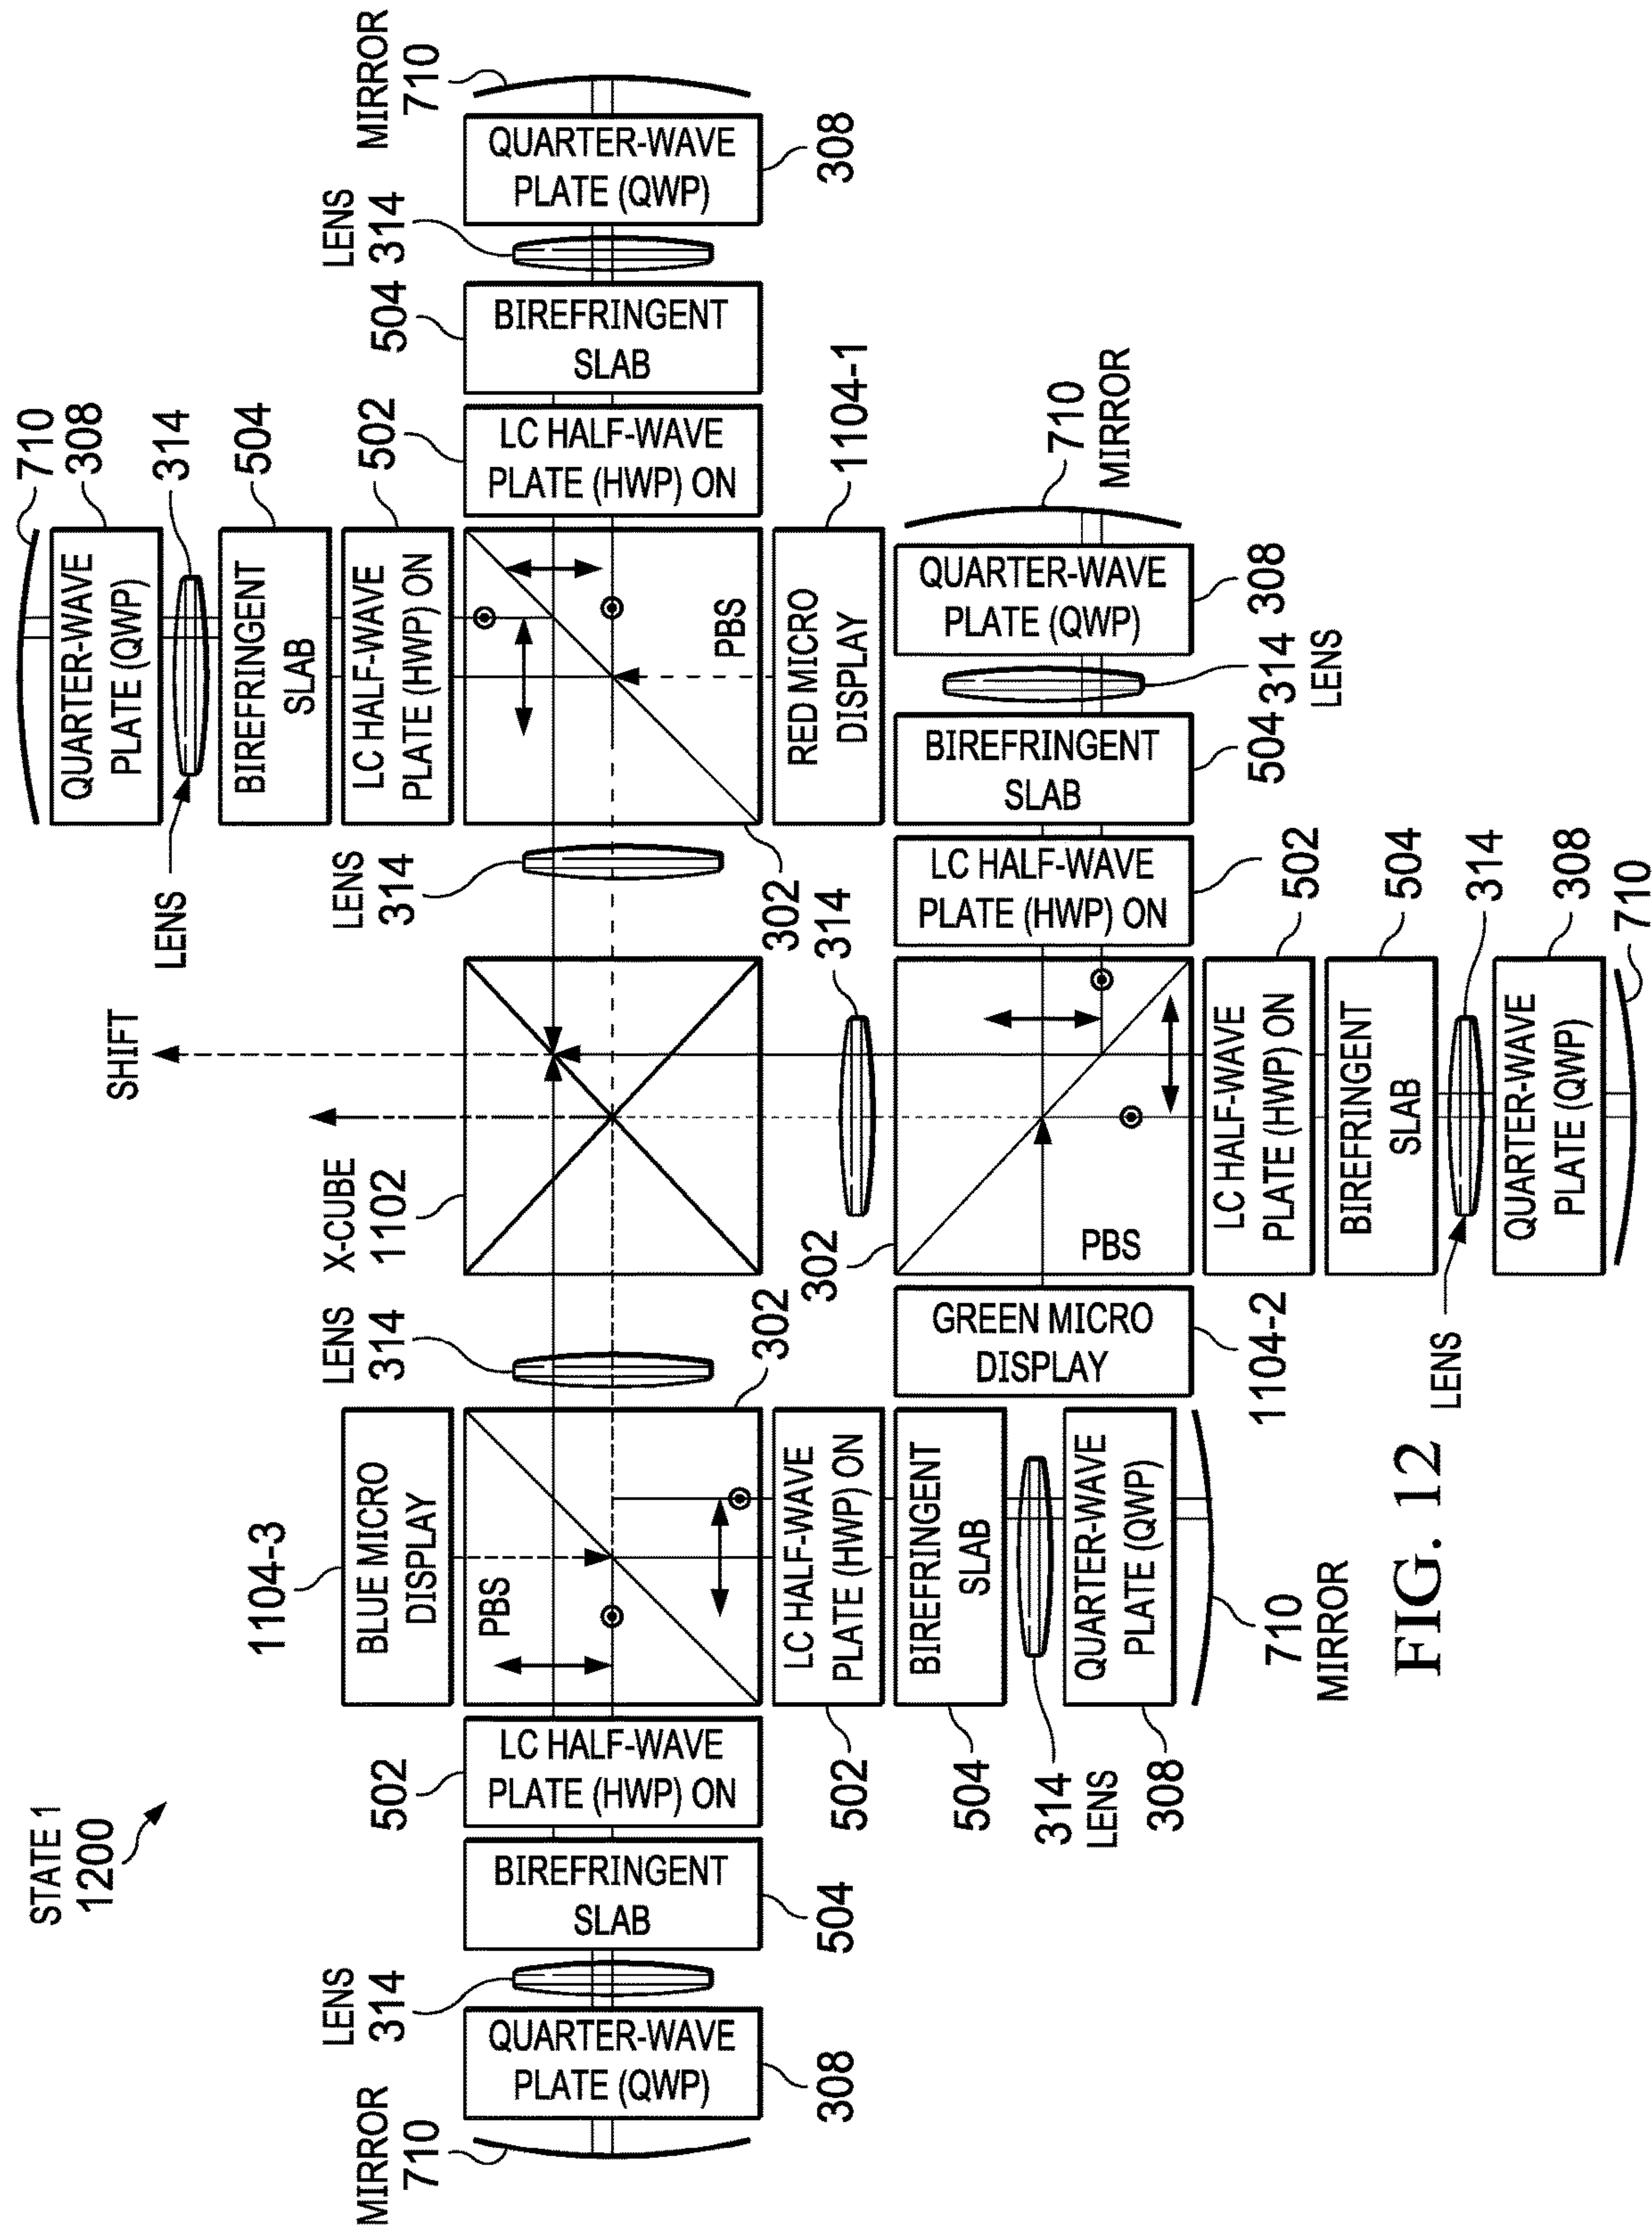 MIRROR
710
QUARTER-WAVE
PLATE (QWP)
308
LENS
314
504
BIREFRINGENT
SLAB
LC HALF-WAVE
PLATE (HWP) ON
502
710
308
QUARTER-WAVE
PLATE (QWP)
314
LENS
504
BIREFRINGENT
SLAB
502
LC HALF-WAVE
PLATE (HWP) ON
PBS
302
1104-1
RED MICRO
DISPLAY
LENS
314
710
MIRROR
QUARTER-WAVE
PLATE (QWP)
308
314
LENS
BIREFRINGENT
SLAB
504
LC HALF-WAVE
PLATE (HWP) ON
502
SHIFT
X-CUBE
1102
314
302
PBS
LC HALF-WAVE
PLATE (HWP) ON
502
BIREFRINGENT
SLAB
504
314
LENS
QUARTER-WAVE
PLATE (QWP)
308
710
GREEN MICRO
DISPLAY
1104-2
LENS
314
302
1104-3
BLUE MICRO
DISPLAY
PBS
LC HALF-WAVE
PLATE (HWP) ON
502
BIREFRINGENT
SLAB
504
314
LENS
QUARTER-WAVE
PLATE (QWP)
308
710
MIRROR
LC HALF-WAVE
PLATE (HWP) ON
502
BIREFRINGENT
SLAB
504
LENS
314
QUARTER-WAVE
PLATE (QWP)
308
MIRROR
710
STATE 1
1200
FIG. 12